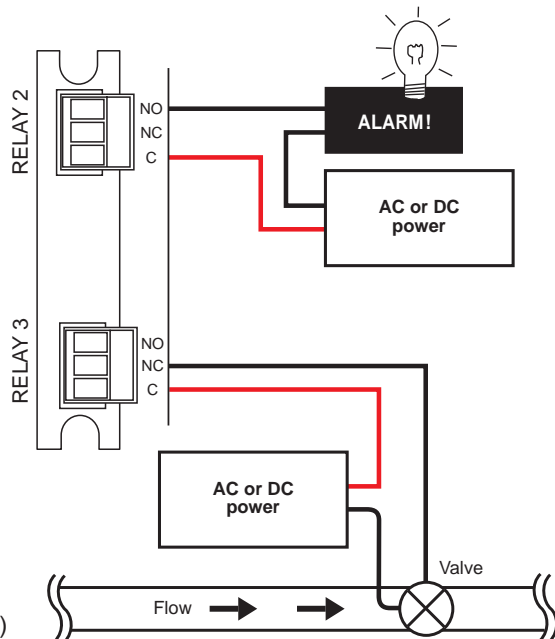 RELAY 2
NO
NC
C
ALARM!
AC or DC
power
RELAY 3
NO
NC
C
AC or DC
power
Valve
Flow
)